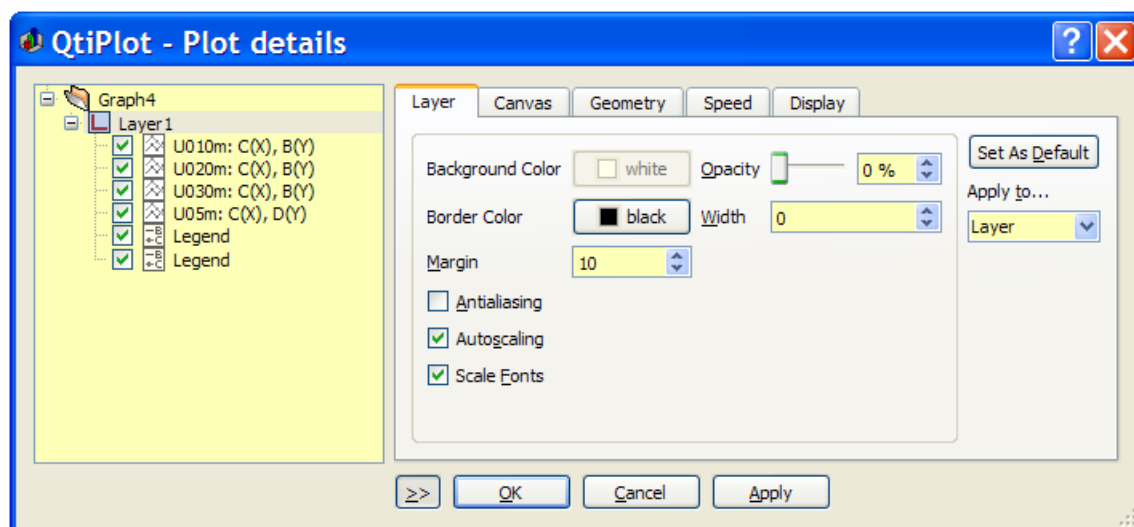 QtiPlot - Plot details
Graph4
Layer1
U010m: C(X), B(Y)
U020m: C(X), B(Y)
U030m: C(X), B(Y)
U05m: C(X), D(Y)
Legend
Legend
Layer Canvas Geometry Speed Display
Background Color white Opacity 0 %
Border Color black Width 0
Margin 10
Antialiasing
Autoscaling
Scale Fonts
Set As Default
Apply to...
Layer
>> OK Cancel Apply